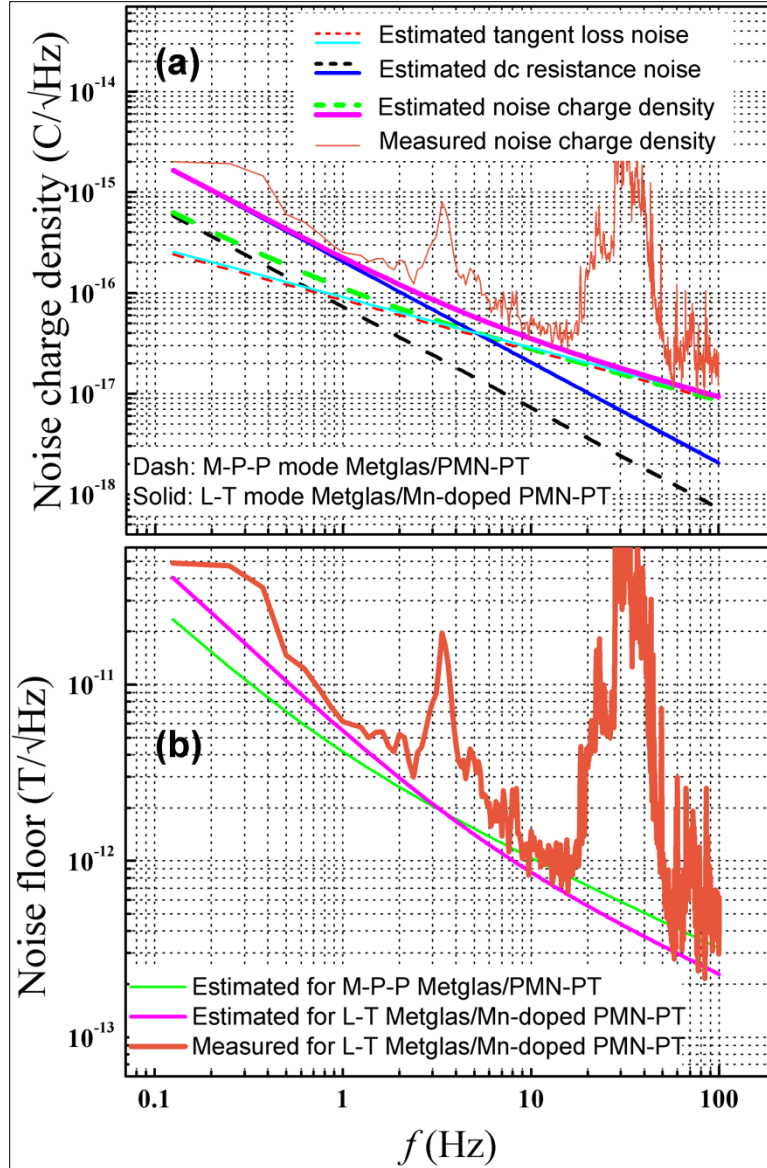 (a)
Estimated tangent loss noise
Estimated dc resistance noise
Estimated noise charge density
Measured noise charge density
Noise charge density (C/√Hz)
10⁻¹⁴
10⁻¹⁵
10⁻¹⁶
10⁻¹⁷
10⁻¹⁸
Dash: M-P-P mode Metglas/PMN-PT
Solid: L-T mode Metglas/Mn-doped PMN-PT
(b)
Noise floor (T/√Hz)
10⁻¹¹
10⁻¹²
10⁻¹³
Estimated for M-P-P Metglas/PMN-PT
Estimated for L-T Metglas/Mn-doped PMN-PT
Measured for L-T Metglas/Mn-doped PMN-PT
0.1 1 10 100
f (Hz)